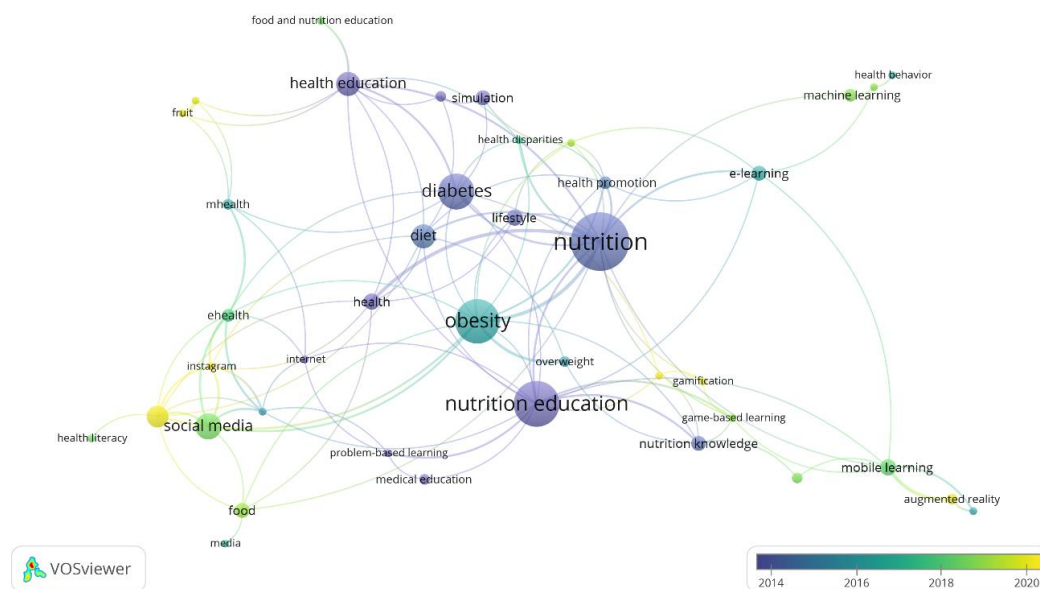 food and nutrition education
health behavior
health education
machine learning
simulation
fruit
health disparities
e-learning
health promotion
diabetes
mhealth
lifestyle
diet
nutrition
health
ehealth
obesity
internet
overweight
instagram
gamification
nutrition education
game-based learning
social media
health literacy
nutrition knowledge
problem-based learning
mobile learning
medical education
augmented reality
food
media
VOSviewer
2014 2016 2018 2020